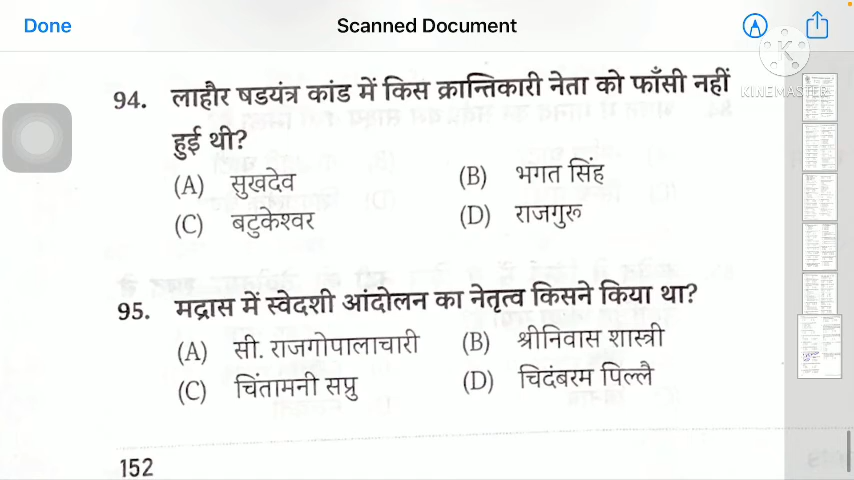 Done
Scanned Document
KINEMASTER
94. लाहौर षडयंत्र कांड में किस क्रान्तिकारी नेता को फाँसी नहीं
हुई थी?
(A) सुखदेव (B) भगत सिंह
(C) बटुकेश्वर (D) राजगुरू
95. मद्रास में स्वेदशी आंदोलन का नेतृत्व किसने किया था?
(A) सी. राजगोपालाचारी (B) श्रीनिवास शास्त्री
(C) चिंतामनी सप्रु (D) चिदंबरम पिल्लै
152